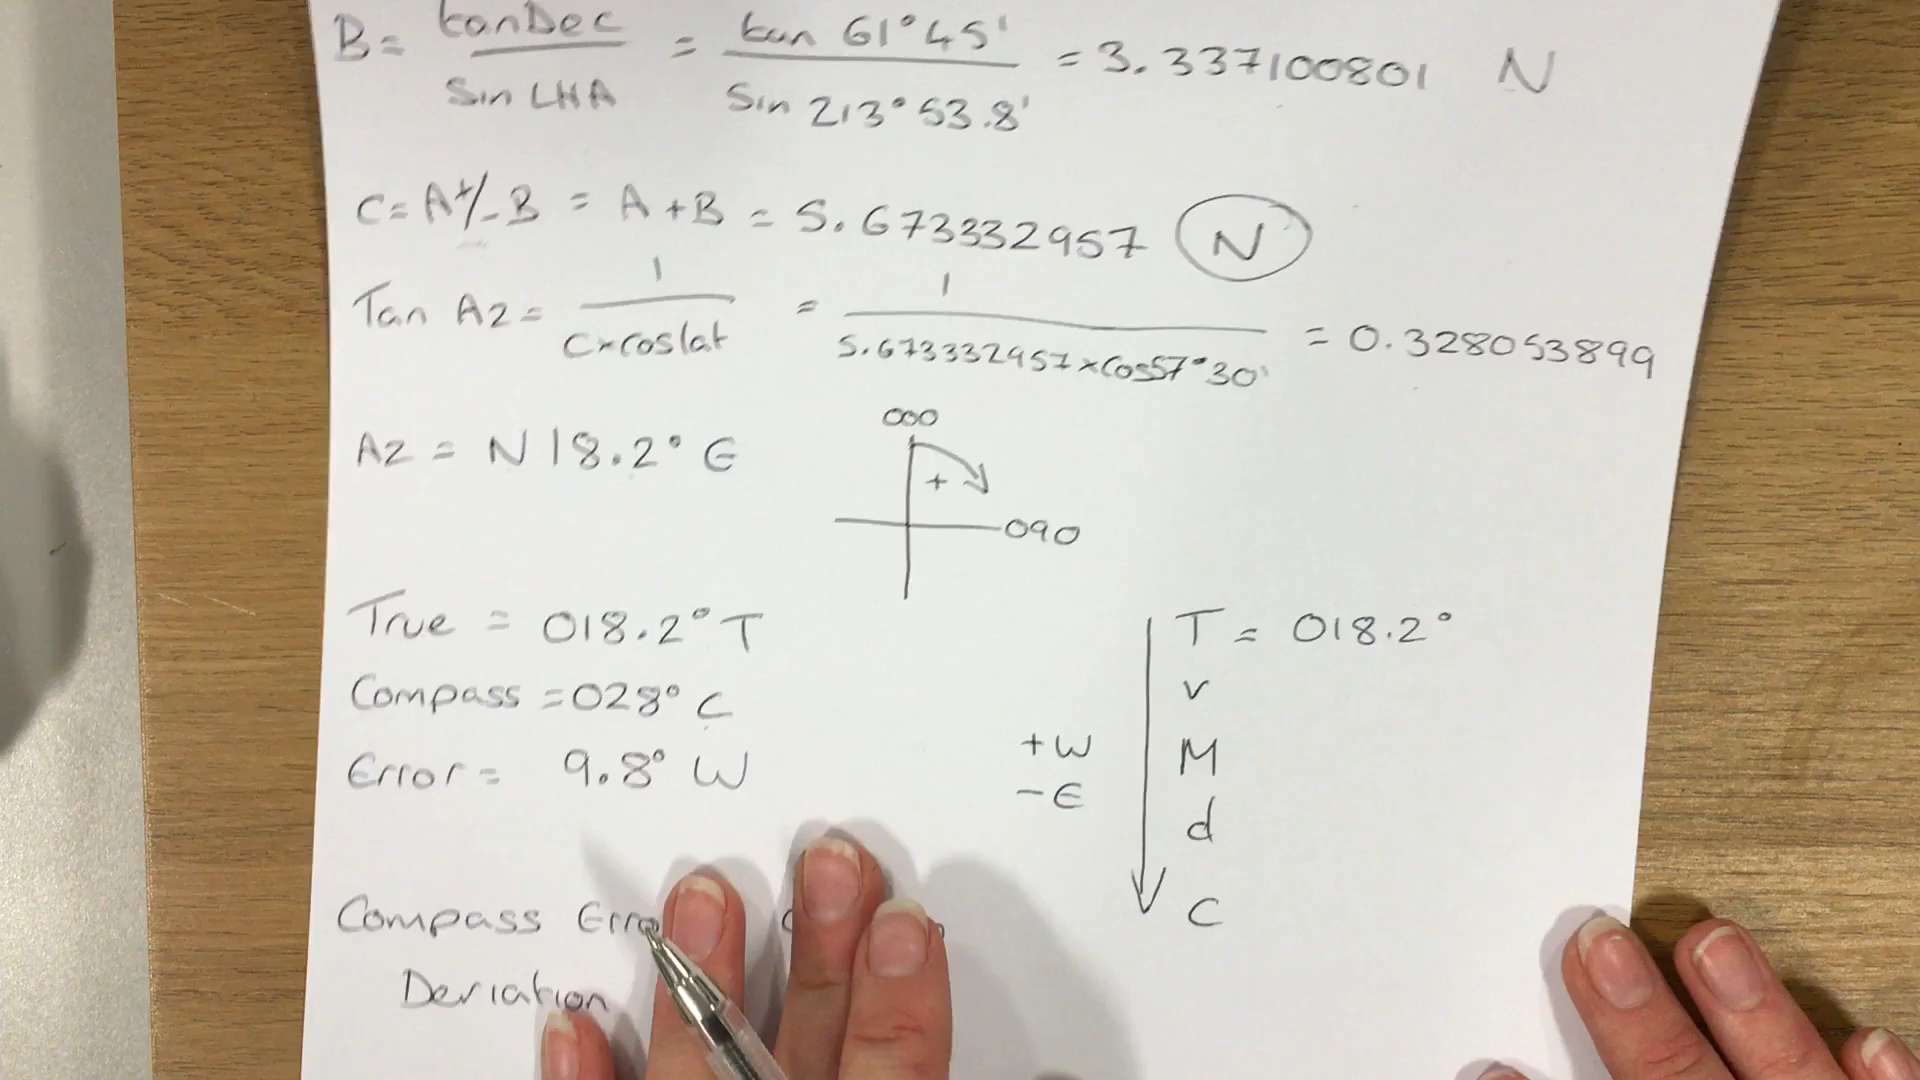 B = tanDec / Sin LHA = tan 61°45' / Sin 213°53.8' = 3.337100801 N
C = A+/-B = A+B = 5.673332957 N
Tan Az = 1 / C×coslat = 1 / 5.673332957×Cos57°30' = 0.328053899
000
Az = N 18.2° E
+
090
True = 018.2° T
T = 018.2°
Compass = 028° C
v
Error = 9.8° W
+W
M
-E
d
Compass
C
Deviation